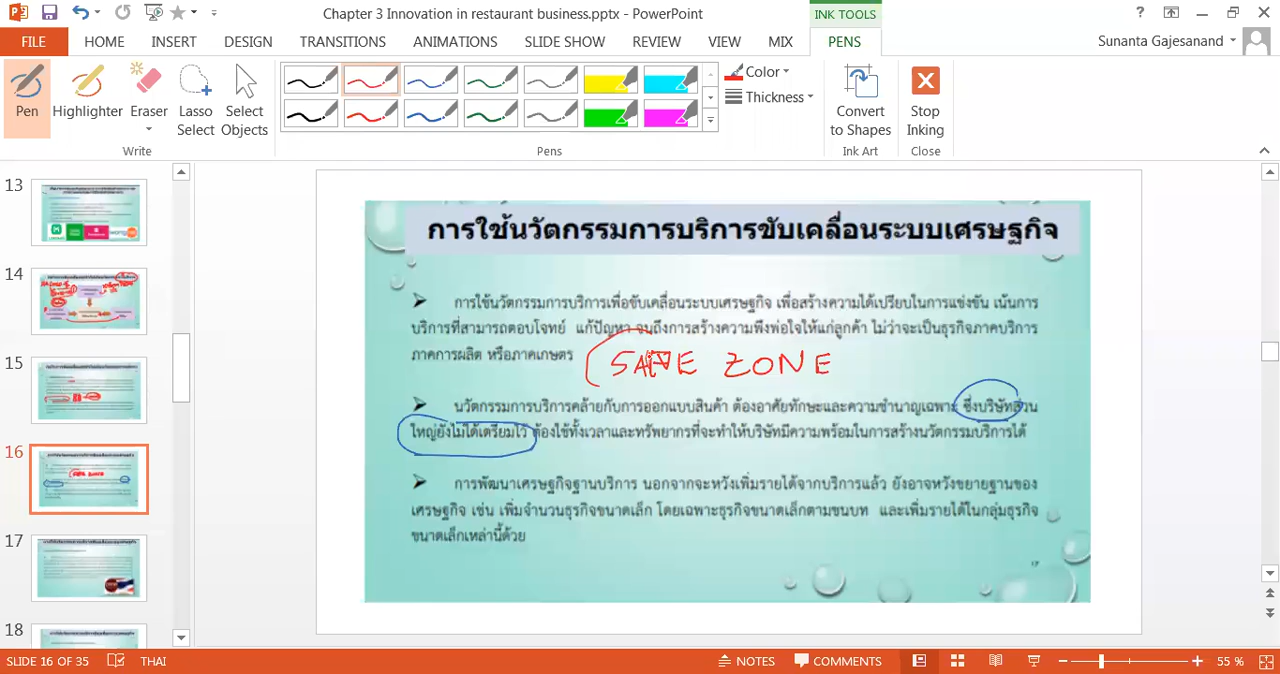 Chapter 3 Innovation in restaurant business.pptx - PowerPoint
INK TOOLS
FILE HOME INSERT DESIGN TRANSITIONS ANIMATIONS SLIDE SHOW REVIEW VIEW MIX PENS
Sunanta Gajesanand
Pen
Highlighter
Eraser
Lasso Select
Select Objects
Color
Thickness
Convert to Shapes
Stop Inking
Write
Pens
Ink Art
Close
13
14
15
16
17
18
การใช้นวัตกรรมการบริการขับเคลื่อนระบบเศรษฐกิจ
การใช้นวัตกรรมการบริการเพื่อขับเคลื่อนระบบเศรษฐกิจ เพื่อสร้างความได้เปรียบในการแข่งขัน เน้นการ
บริการที่สามารถตอบโจทย์ แก้ปัญหา จนถึงการสร้างความพึงพอใจให้แก่ลูกค้า ไม่ว่าจะเป็นธุรกิจภาคบริการ
ภาคการผลิต หรือภาคเกษตร
SAFE ZONE
นวัตกรรมการบริการคล้ายกับการออกแบบสินค้า ต้องอาศัยทักษะและความชำนาญเฉพาะ ซึ่งบริษัทส่วน
ใหญ่ยังไม่ได้เตรียมไว้ ต้องใช้ทั้งเวลาและทรัพยากรที่จะทำให้บริษัทมีความพร้อมในการสร้างนวัตกรรมบริการได้
การพัฒนาเศรษฐกิจฐานบริการ นอกจากจะหวังเพิ่มรายได้จากบริการแล้ว ยังอาจหวังขยายฐานของ
เศรษฐกิจ เช่น เพิ่มจำนวนธุรกิจขนาดเล็ก โดยเฉพาะธุรกิจขนาดเล็กตามชนบท และเพิ่มรายได้ในกลุ่มธุรกิจ
ขนาดเล็กเหล่านี้ด้วย
17
SLIDE 16 OF 35 THAI
NOTES COMMENTS
55 %